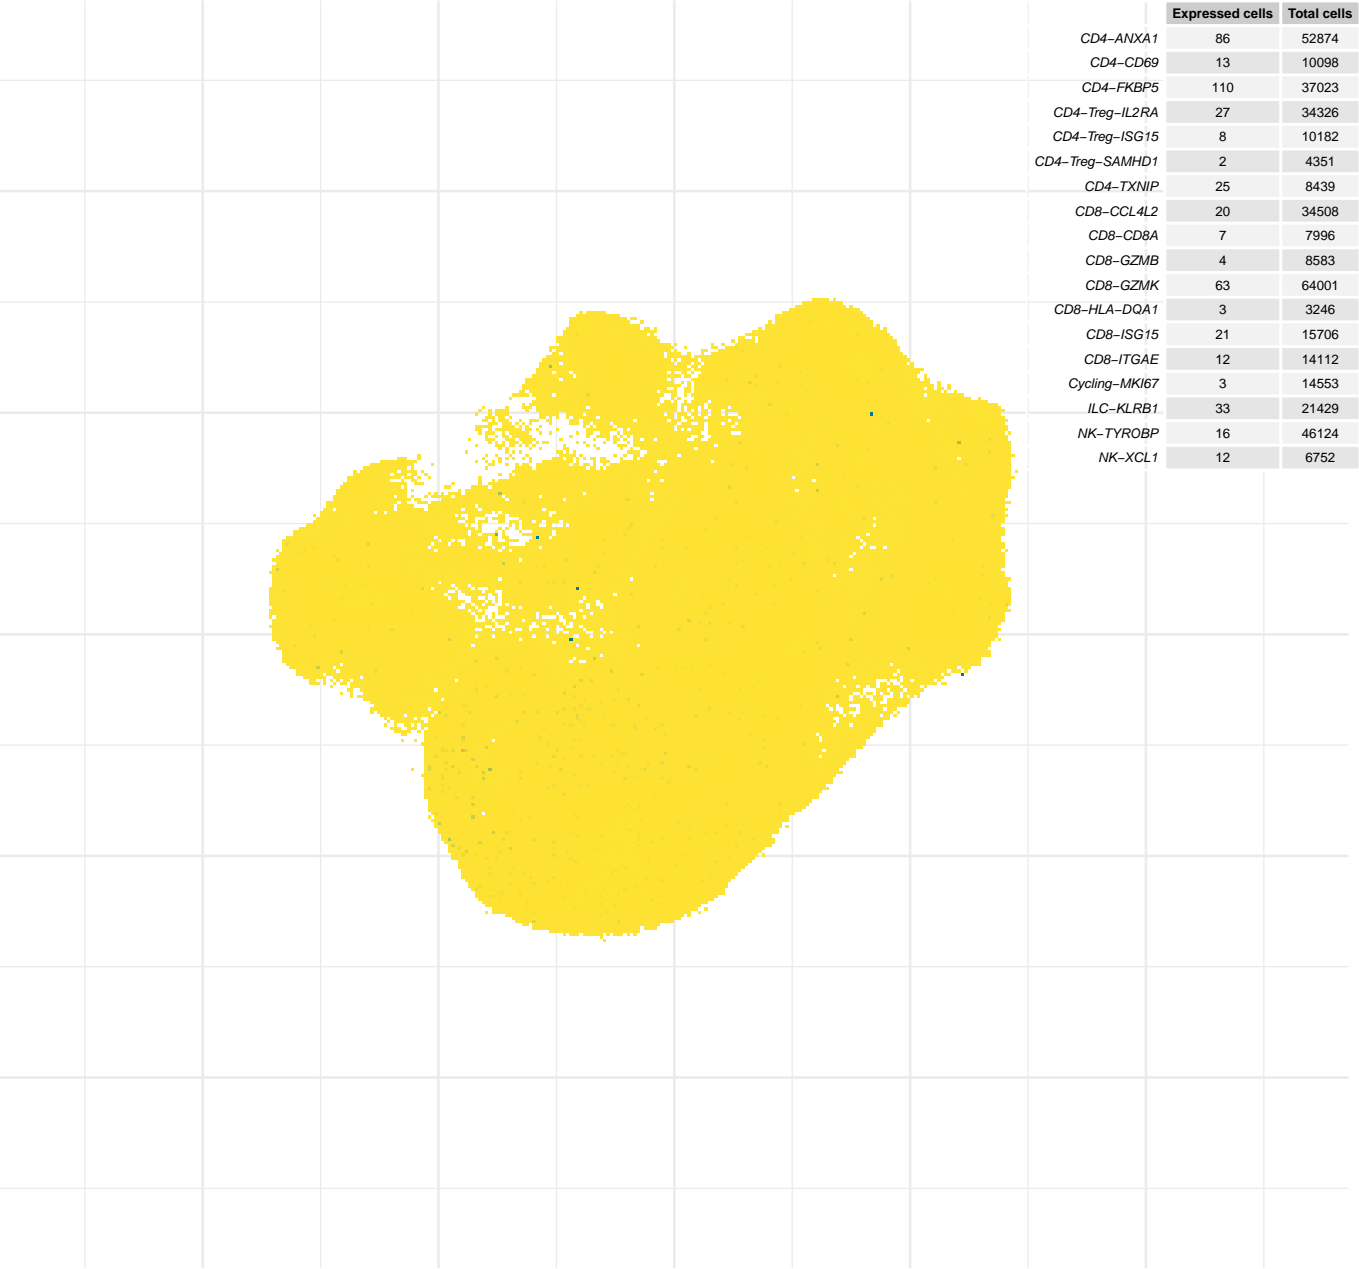 Expressed cells Total cells
CD4−ANXA1 86 52874
CD4−CD69 13 10098
CD4−FKBP5 110 37023
CD4−Treg−IL2RA 27 34326
CD4−Treg−ISG15 8 10182
CD4−Treg−SAMHD1 2 4351
CD4−TXNIP 25 8439
CD8−CCL4L2 20 34508
CD8−CD8A 7 7996
CD8−GZMB 4 8583
CD8−GZMK 63 64001
CD8−HLA−DQA1 3 3246
CD8−ISG15 21 15706
CD8−ITGAE 12 14112
Cycling−MKI67 3 14553
ILC−KLRB1 33 21429
NK−TYROBP 16 46124
NK−XCL1 12 6752